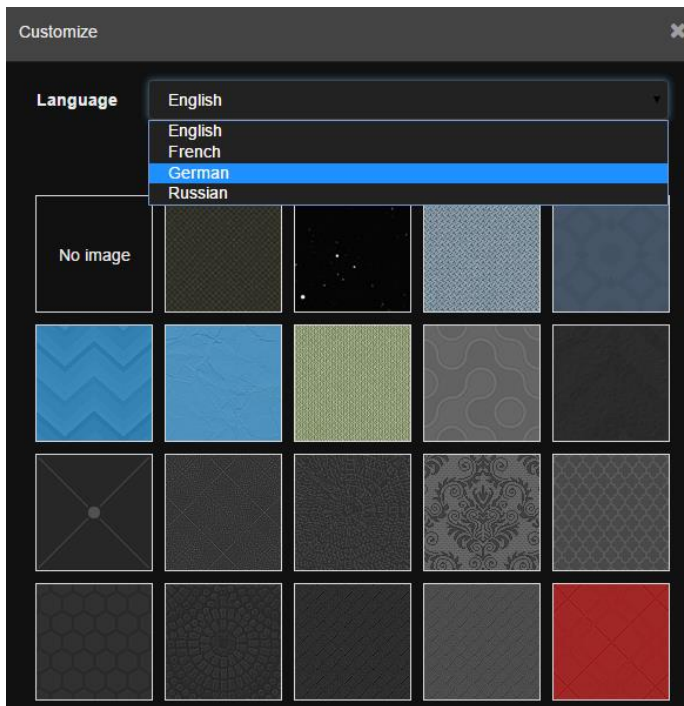 Customize
Language
English
English
French
German
Russian
No image